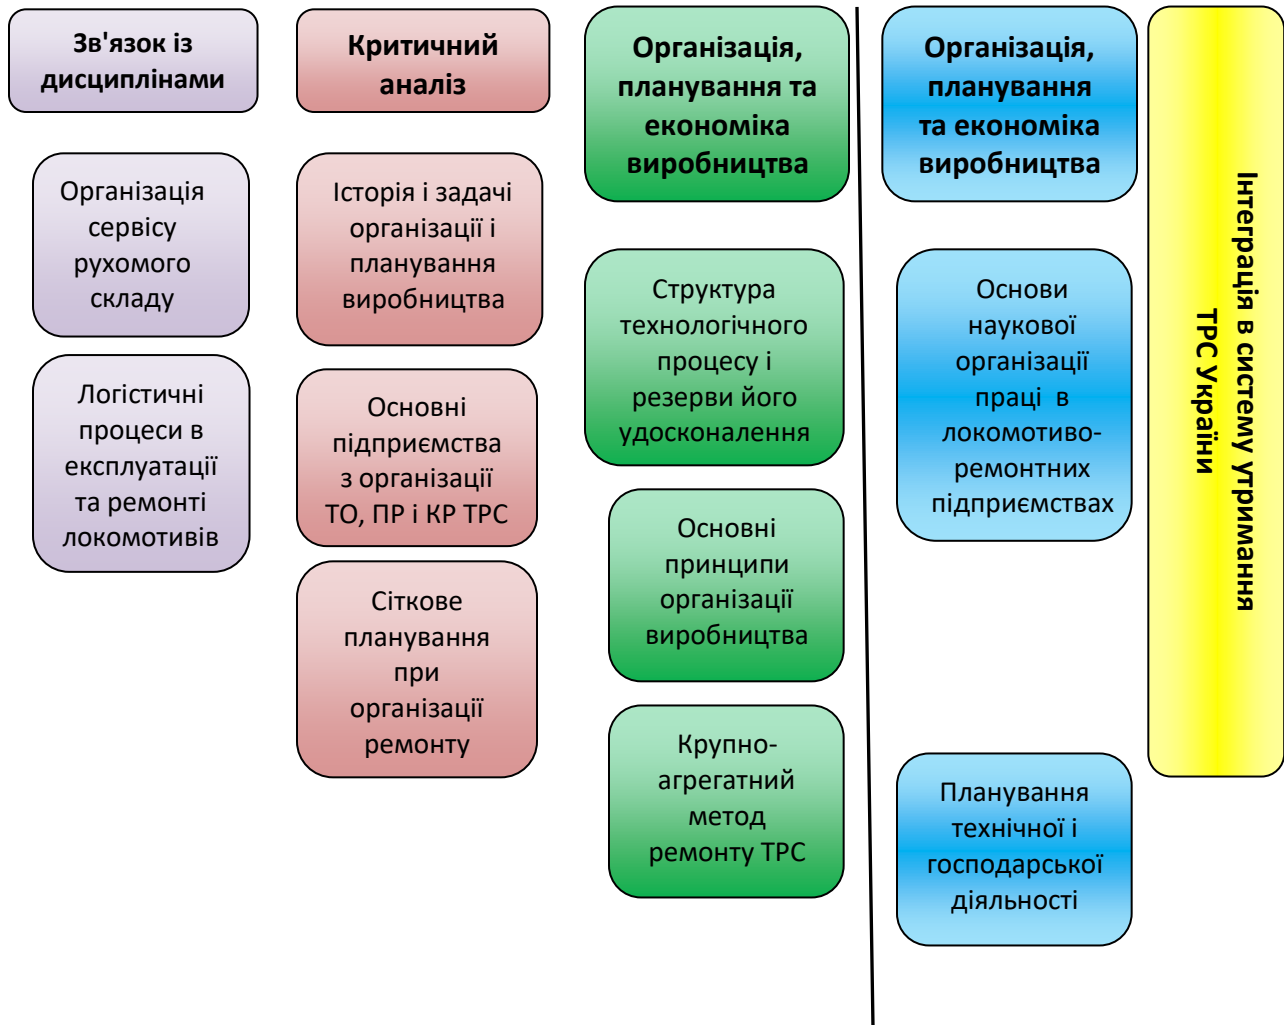 Зв'язок із
дисциплінами
Організація
сервісу
рухомого
складу
Логістичні
процеси в
експлуатації
та ремонті
локомотивів
Критичний
аналіз
Історія і задачі
організації і
планування
виробництва
Основні
підприємства
з організації
ТО, ПР і КР ТРС
Сіткове
планування
при
організації
ремонту
Організація,
планування та
економіка
виробництва
Структура
технологічного
процесу і
резерви його
удосконалення
Основні
принципи
організації
виробництва
Крупно-
агрегатний
метод
ремонту ТРС
Організація,
планування
та економіка
виробництва
Основи
наукової
організації
праці в
локомотиво-
ремонтних
підприємствах
Планування
технічної і
господарської
діяльності
Інтеграція в систему утримання
ТРС України